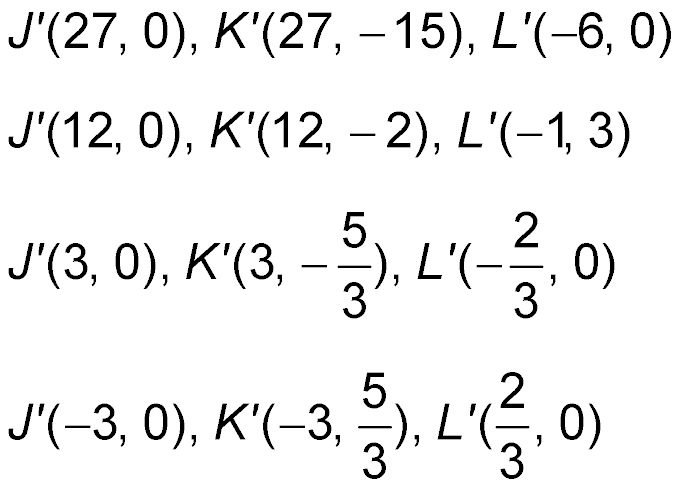 J'(27, 0), K'(27, –15), L'(–6, 0)
J'(12, 0), K'(12, –2), L'(–1, 3)
J'(3, 0), K'(3, –5/3), L'(–2/3, 0)
J'(–3, 0), K'(–3, 5/3), L'(2/3, 0)